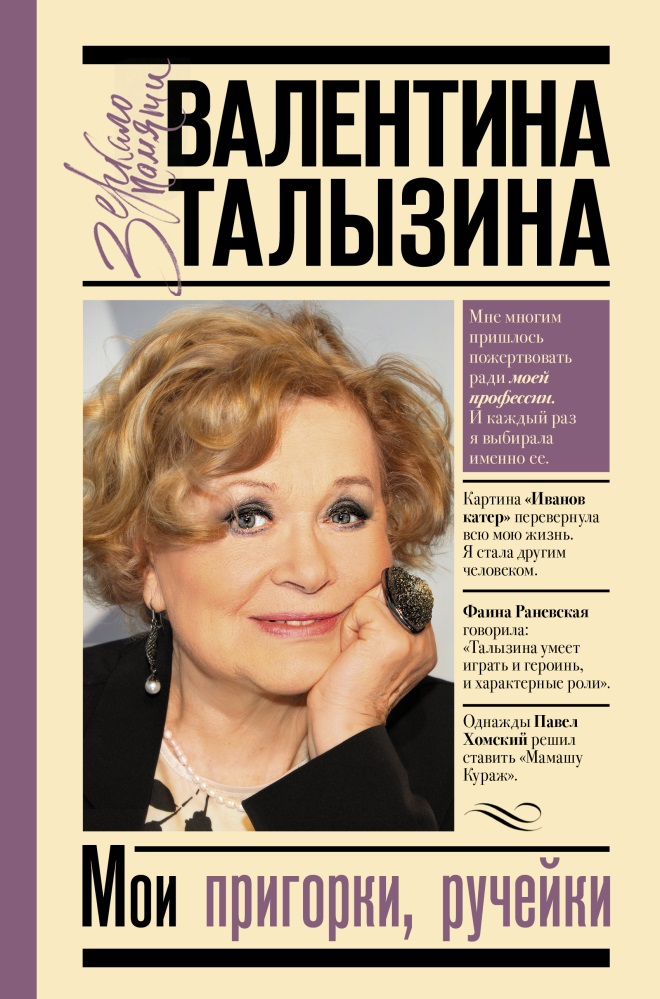 Зеркало
памяти
ВАЛЕНТИНА
ТАЛЫЗИНА
Мне многим
пришлось
пожертвовать
ради моей
профессии.
И каждый раз
я выбирала
именно ее.
Картина «Иванов
катер» перевернула
всю мою жизнь.
Я стала другим
человеком.
Фаина Раневская
говорила:
«Талызина умеет
играть и героинь,
и характерные роли».
Однажды Павел
Хомский решил
ставить «Мамашу
Кураж».
Мои пригорки, ручейки